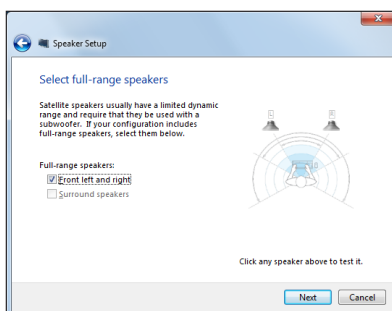 Speaker Setup
Select full-range speakers
Satellite speakers usually have a limited dynamic
range and require that they be used with a
subwoofer. If your configuration includes
full-range speakers, select them below.
Full-range speakers:
Front left and right
Surround speakers
Click any speaker above to test it.
Next
Cancel